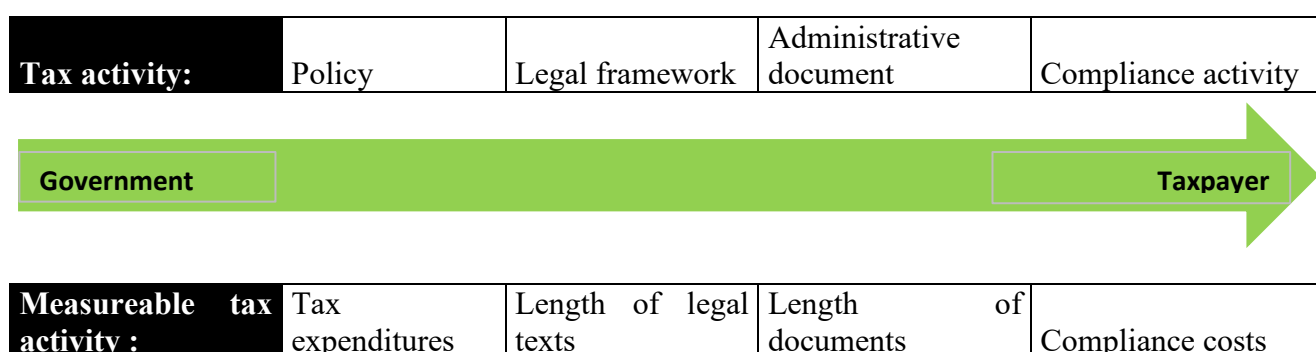 Tax activity: Policy Legal framework Administrative document Compliance activity
Government Taxpayer
Measureable tax activity : Tax expenditures Length of legal texts Length of documents Compliance costs